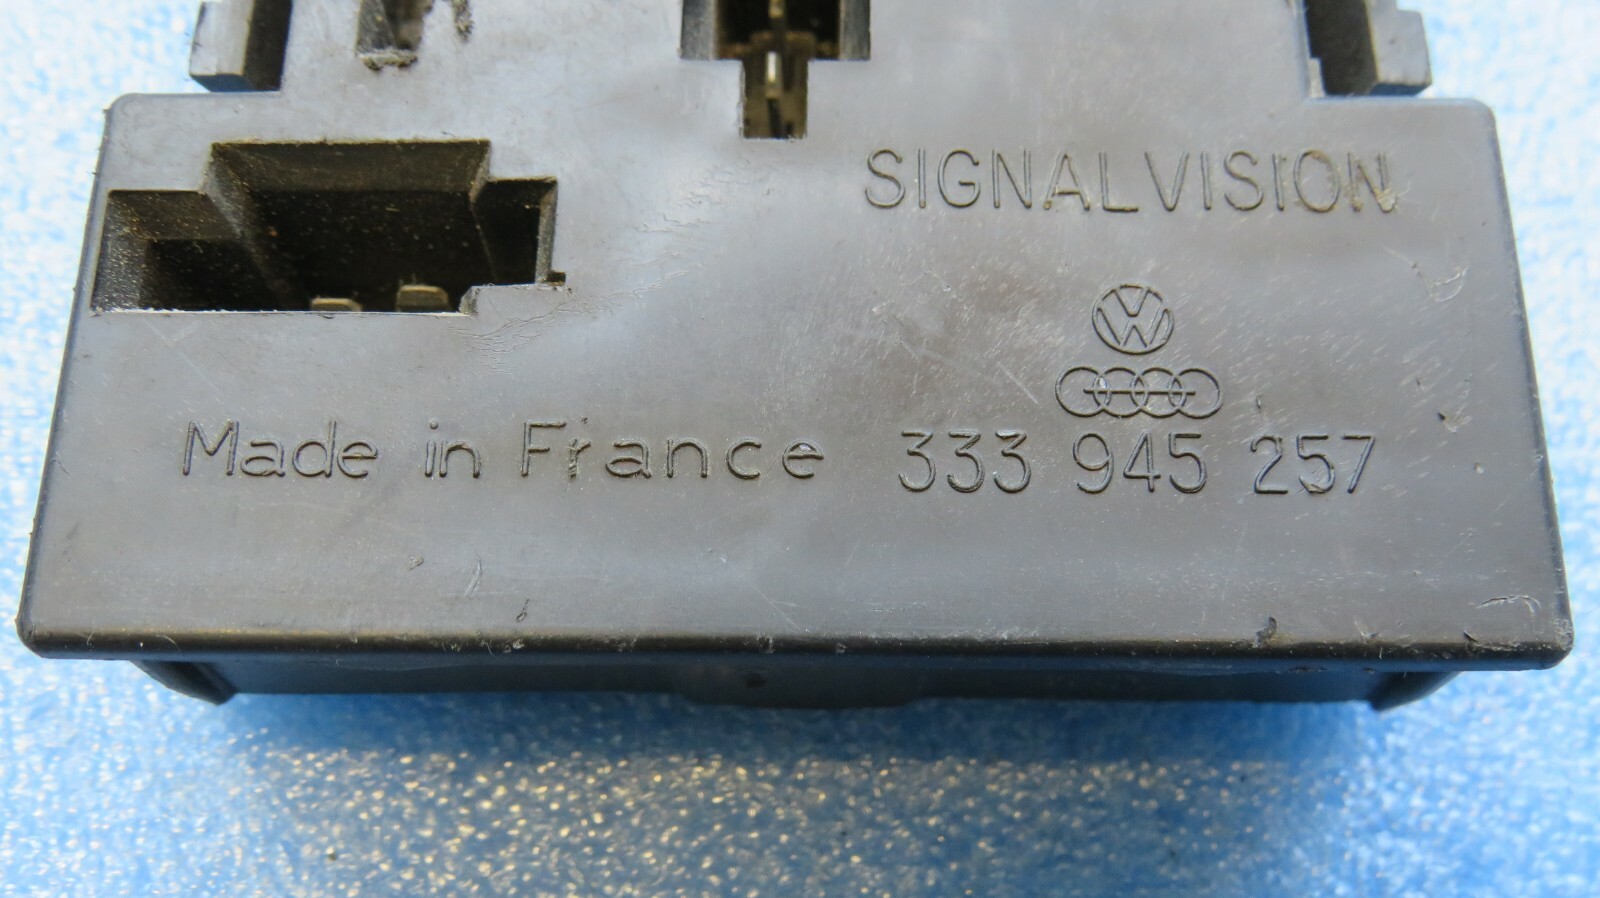 SIGNALVISION
Made in France 333 945 257